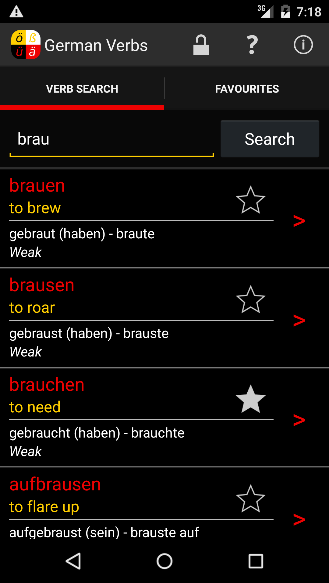 3G 7:18
ö ß ü ä German Verbs ?
VERB SEARCH FAVOURITES
brau Search
brauen
to brew
>
gebraut (haben) - braute
Weak
brausen
to roar
>
gebraust (haben) - brauste
Weak
brauchen
to need
>
gebraucht (haben) - brauchte
Weak
aufbrausen
to flare up
>
aufgebraust (sein) - brauste auf